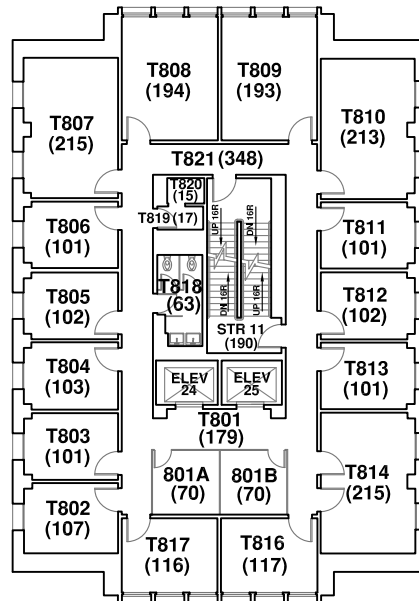 T808
(194)
T809
(193)
T807
(215)
T810
(213)
T821 (348)
T820
(15)
T819 (17)
UP 16R
DN 16R
T806
(101)
T811
(101)
T818
(63)
T805
(102)
T812
(102)
DN 16R
UP 16R
STR 11
(190)
T804
(103)
T813
(101)
ELEV
24
ELEV
25
T801
(179)
T803
(101)
T814
(215)
801A
(70)
801B
(70)
T802
(107)
T817
(116)
T816
(117)